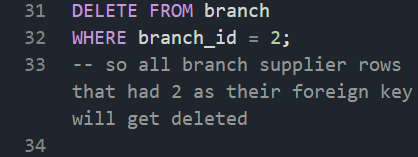 31 DELETE FROM branch
32 WHERE branch_id = 2;
33 -- so all branch supplier rows
that had 2 as their foreign key
will get deleted
34